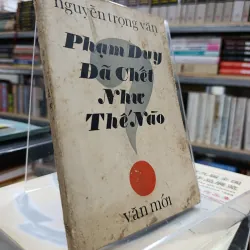 nguyễn trọng văn
Phạm Duy
Đã Chết
Như
Thế Nào
?
văn mới